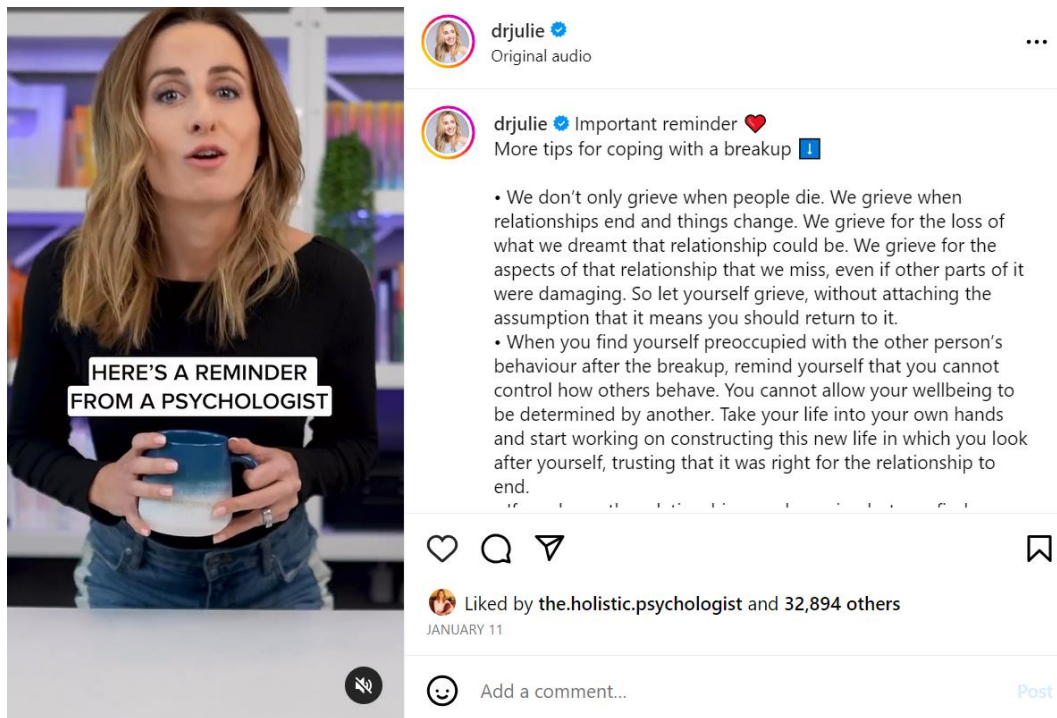 HERE'S A REMINDER
FROM A PSYCHOLOGIST
drjulie
Original audio
drjulie Important reminder ❤️
More tips for coping with a breakup ⬇️
• We don't only grieve when people die. We grieve when
relationships end and things change. We grieve for the loss of
what we dreamt that relationship could be. We grieve for the
aspects of that relationship that we miss, even if other parts of it
were damaging. So let yourself grieve, without attaching the
assumption that it means you should return to it.
• When you find yourself preoccupied with the other person's
behaviour after the breakup, remind yourself that you cannot
control how others behave. You cannot allow your wellbeing to
be determined by another. Take your life into your own hands
and start working on constructing this new life in which you look
after yourself, trusting that it was right for the relationship to
end.
Liked by the.holistic.psychologist and 32,894 others
JANUARY 11
Add a comment...
Post